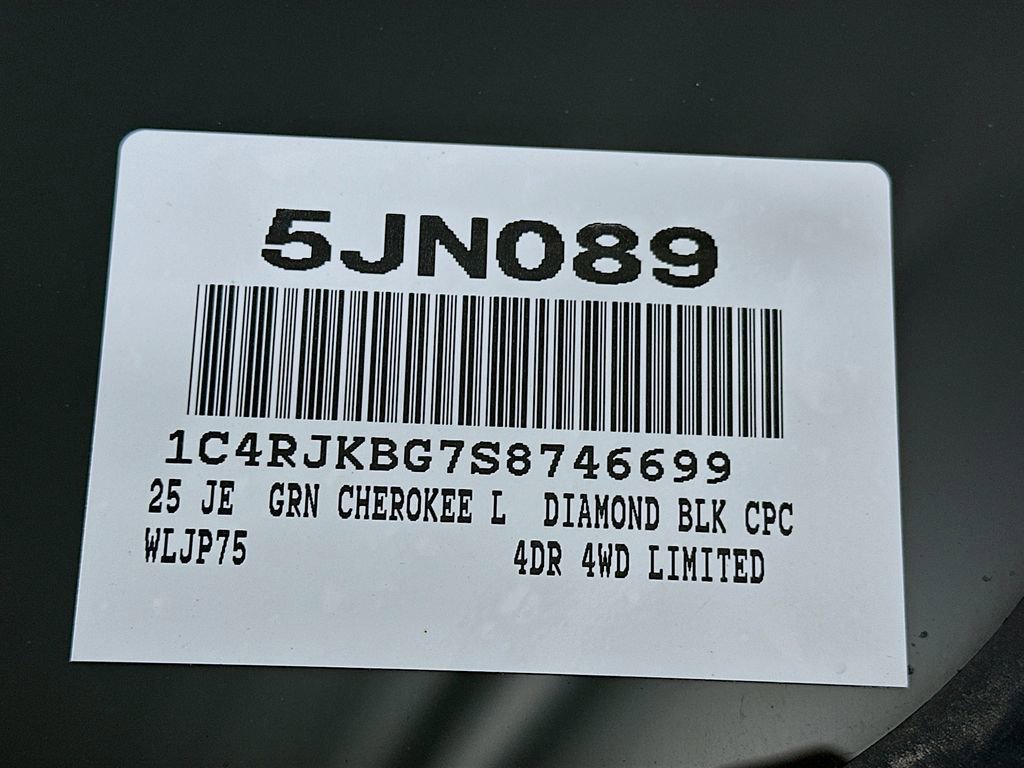 5JN089
1C4RJKBG7S8746699
25 JE GRN CHEROKEE L DIAMOND BLK CPC
WLJP75 4DR 4WD LIMITED